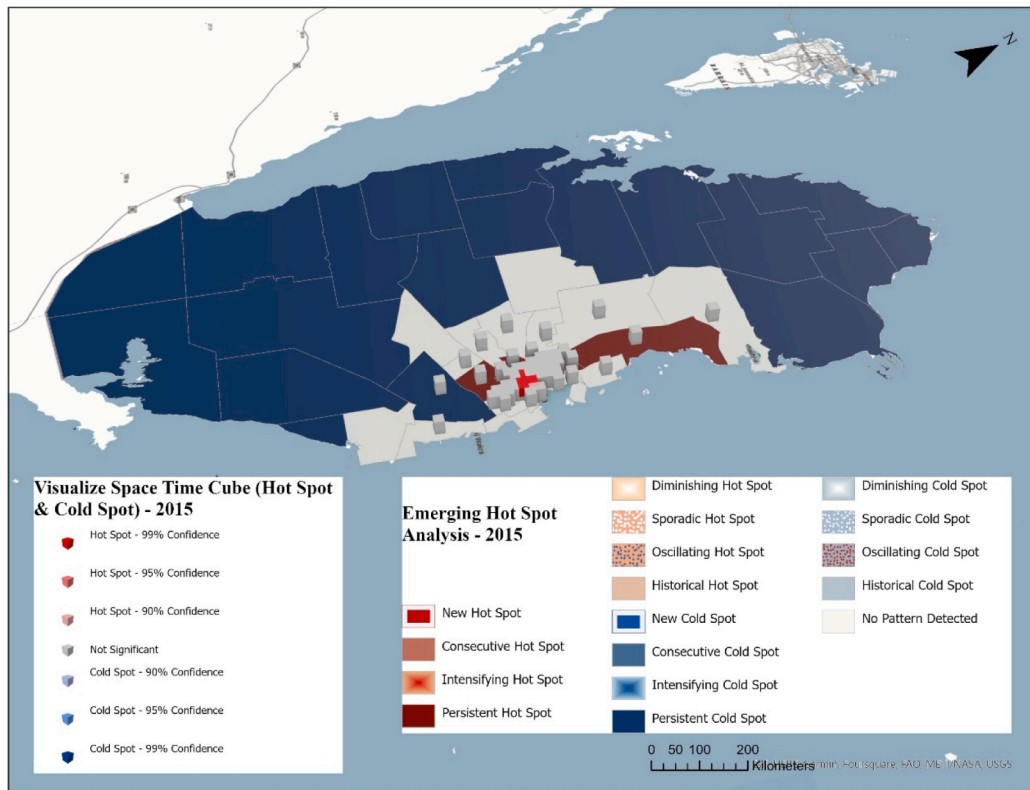 N
BAHRAIN
Visualize Space Time Cube (Hot Spot
& Cold Spot) - 2015
Hot Spot - 99% Confidence
Hot Spot - 95% Confidence
Hot Spot - 90% Confidence
Not Significant
Cold Spot - 90% Confidence
Cold Spot - 95% Confidence
Cold Spot - 99% Confidence
Emerging Hot Spot
Analysis - 2015
New Hot Spot
Consecutive Hot Spot
Intensifying Hot Spot
Persistent Hot Spot
Diminishing Hot Spot
Sporadic Hot Spot
Oscillating Hot Spot
Historical Hot Spot
New Cold Spot
Consecutive Cold Spot
Intensifying Cold Spot
Persistent Cold Spot
Diminishing Cold Spot
Sporadic Cold Spot
Oscillating Cold Spot
Historical Cold Spot
No Pattern Detected
0 50 100 200
Kilometers
Garmin, Foursquare, FAO, METI/NASA, USGS